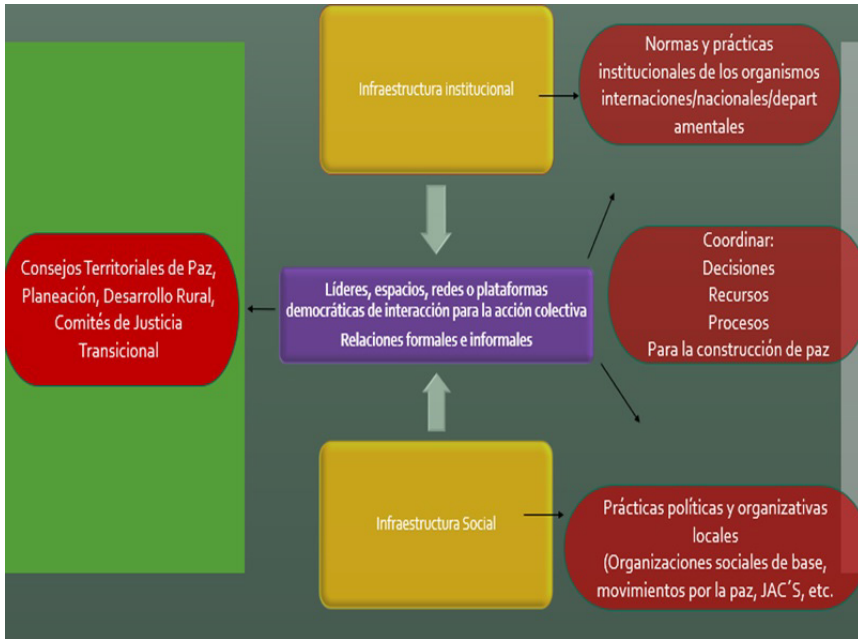 Infraestructura institucional
Normas y prácticas
institucionales de los organismos
internaciones/nacionales/depart
amentales
Consejos Territoriales de Paz,
Planeación, Desarrollo Rural,
Comités de Justicia
Transicional
Líderes, espacios, redes o plataformas
democráticas de interacción para la acción colectiva
Relaciones formales e informales
Coordinar:
Decisiones
Recursos
Procesos
Para la construcción de paz
Infraestructura Social
Prácticas políticas y organizativas
locales
(Organizaciones sociales de base,
movimientos por la paz, JAC´S, etc.